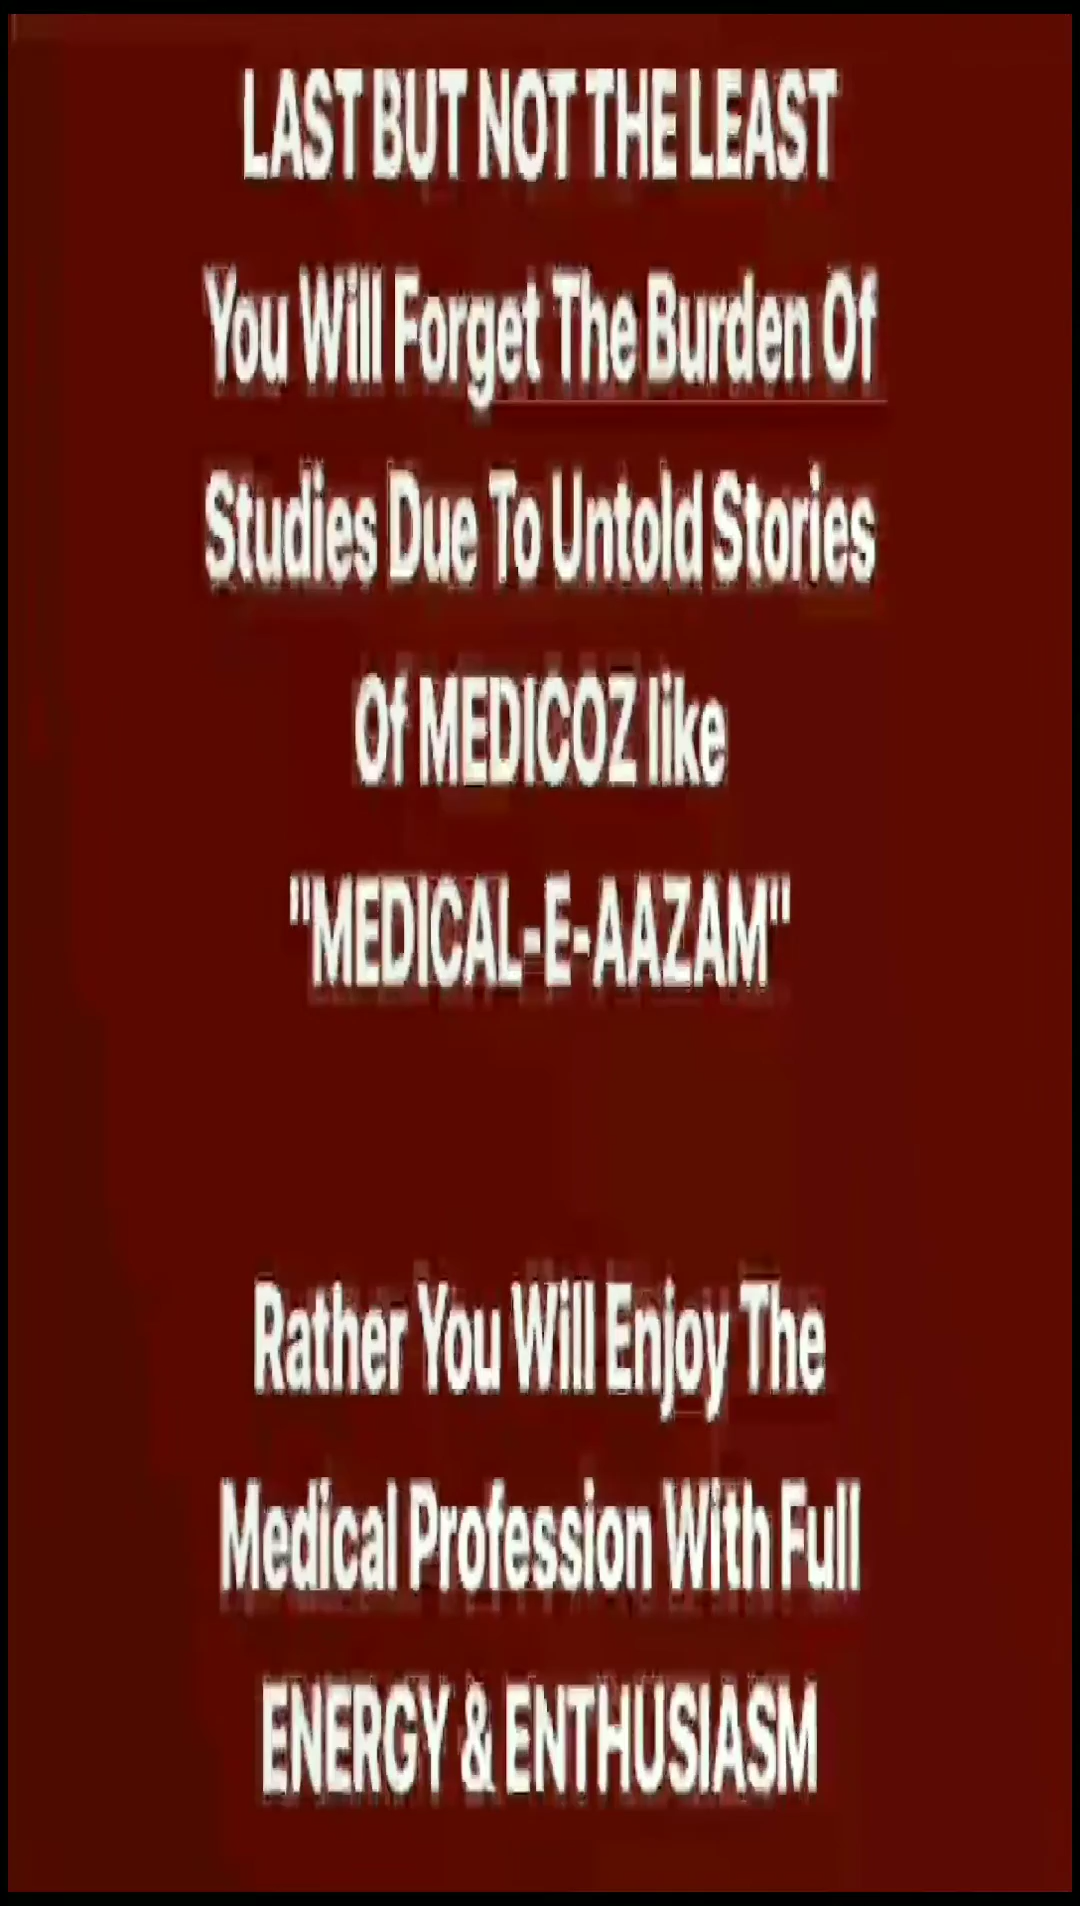 LAST BUT NOT THE LEAST
You Will Forget The Burden Of
Studies Due To Untold Stories
Of MEDICOZ like
"MEDICAL-E-AAZAM"
Rather You Will Enjoy The
Medical Profession With Full
ENERGY & ENTHUSIASM